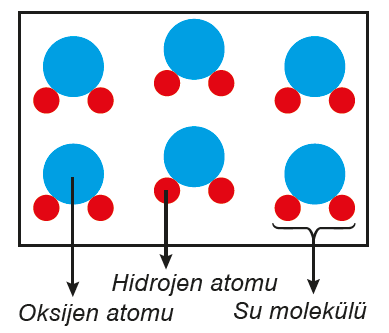 Hidrojen atomu
Oksijen atomu
Su molekülü